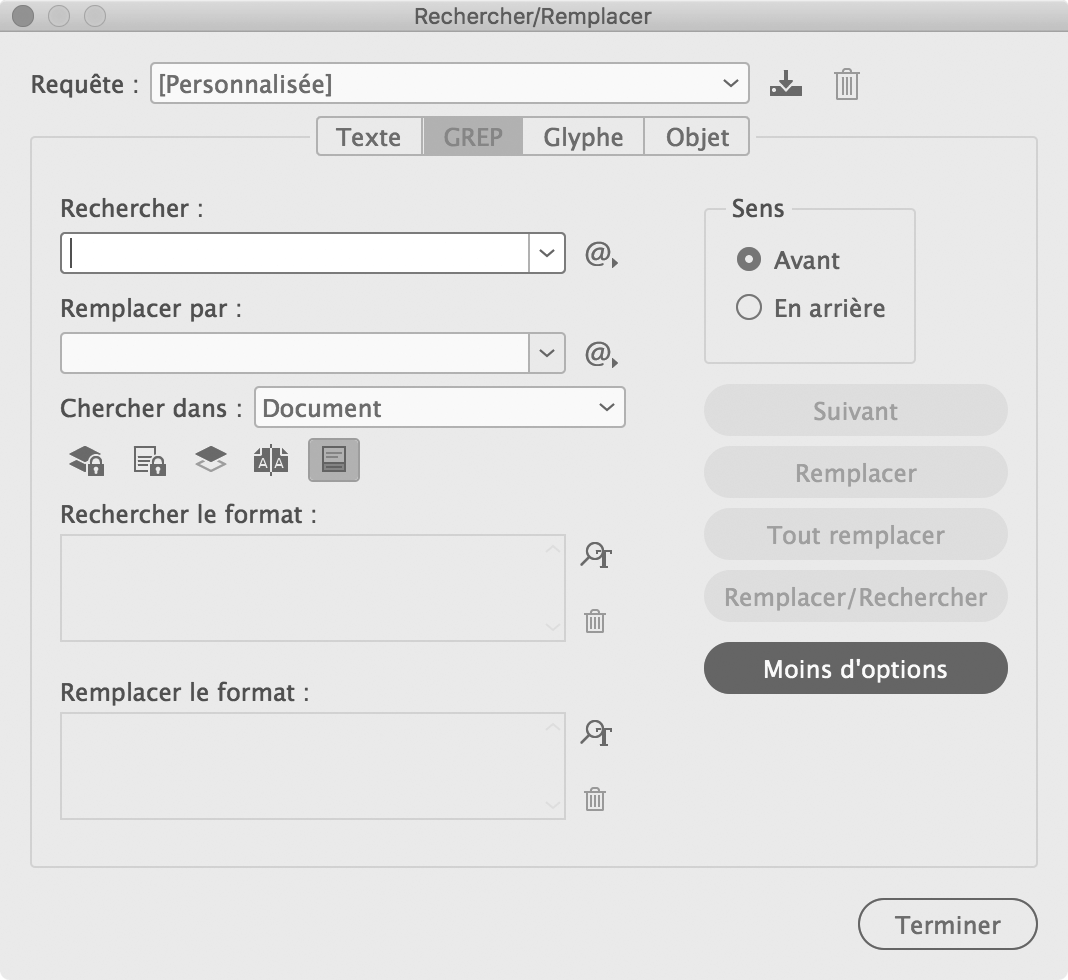 Rechercher/Remplacer
Requête : [Personnalisée]
Texte GREP Glyphe Objet
Rechercher :
@
Remplacer par :
@
Chercher dans : Document
A A
Rechercher le format :
T
Remplacer le format :
T
Sens
Avant
En arrière
Suivant
Remplacer
Tout remplacer
Remplacer/Rechercher
Moins d'options
Terminer